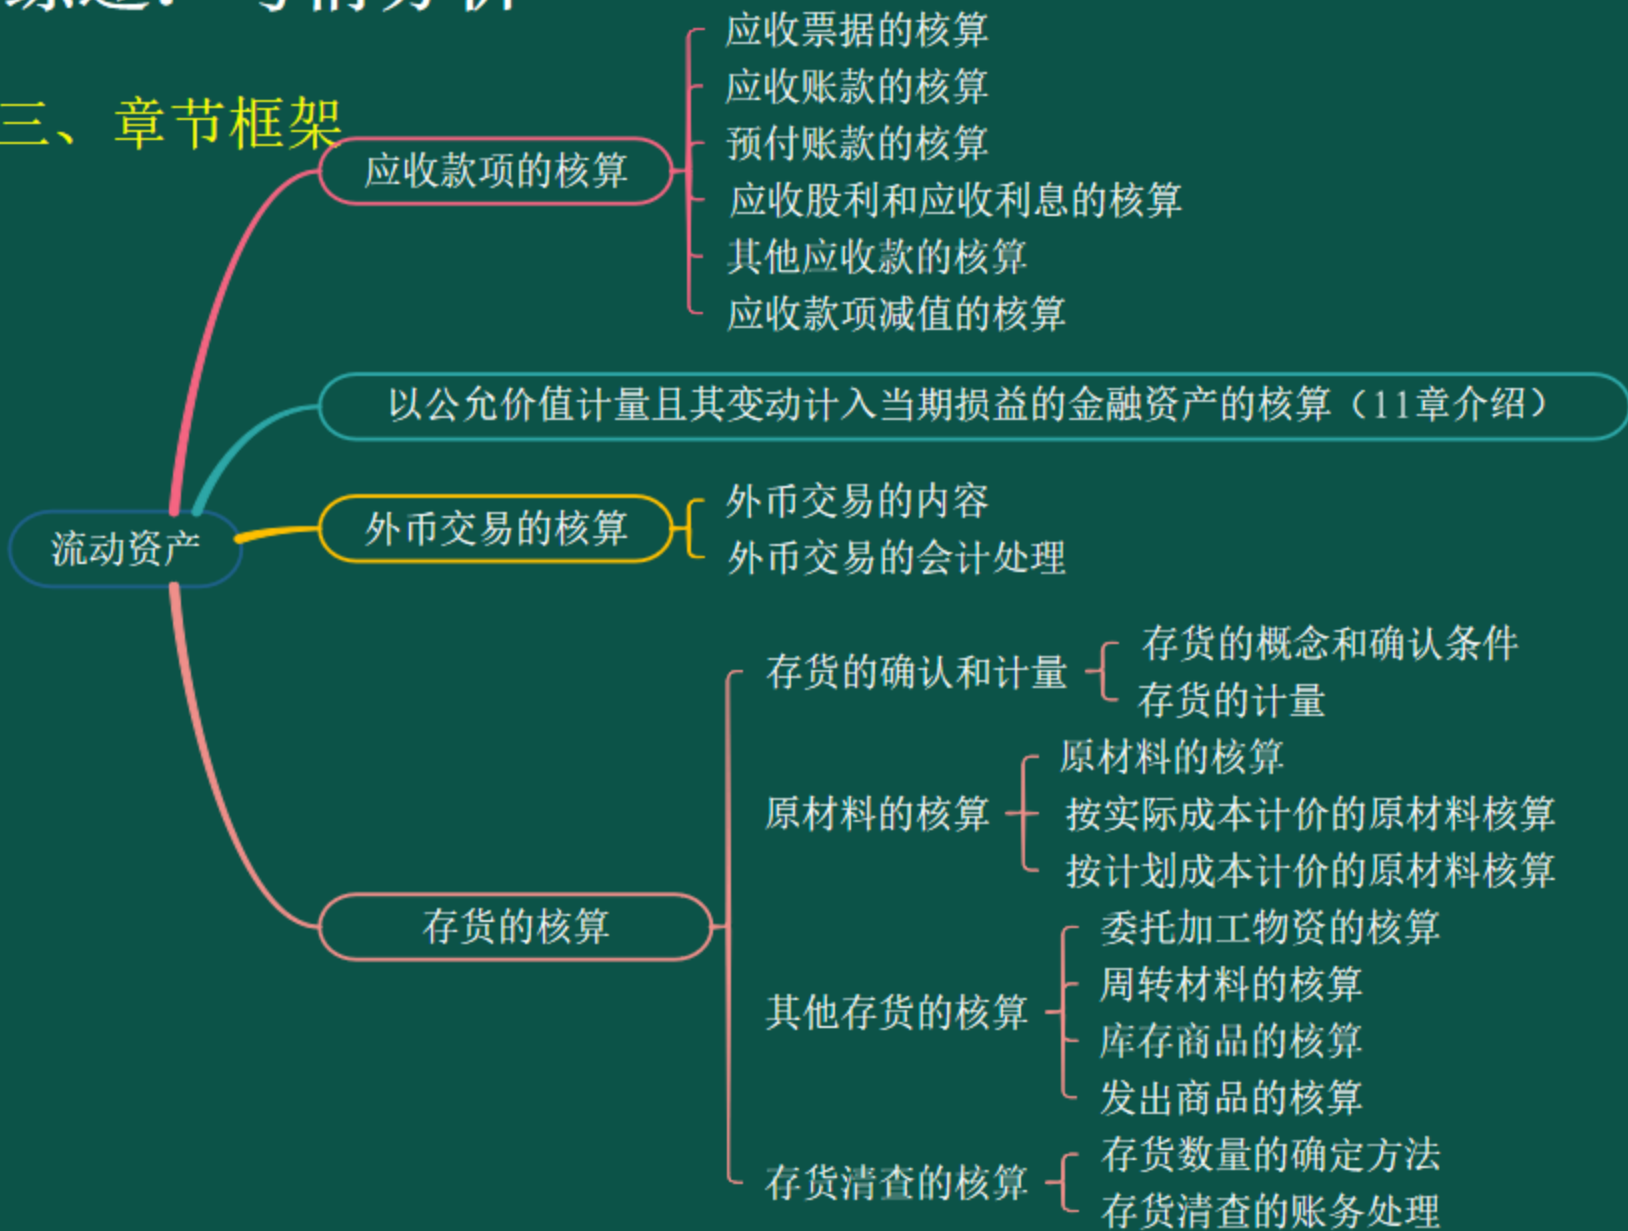 三、章节框架
流动资产
应收款项的核算
应收票据的核算
应收账款的核算
预付账款的核算
应收股利和应收利息的核算
其他应收款的核算
应收款项减值的核算
以公允价值计量且其变动计入当期损益的金融资产的核算（11章介绍）
外币交易的核算
外币交易的内容
外币交易的会计处理
存货的核算
存货的确认和计量
存货的概念和确认条件
存货的计量
原材料的核算
原材料的核算
按实际成本计价的原材料核算
按计划成本计价的原材料核算
其他存货的核算
委托加工物资的核算
周转材料的核算
库存商品的核算
发出商品的核算
存货清查的核算
存货数量的确定方法
存货清查的账务处理